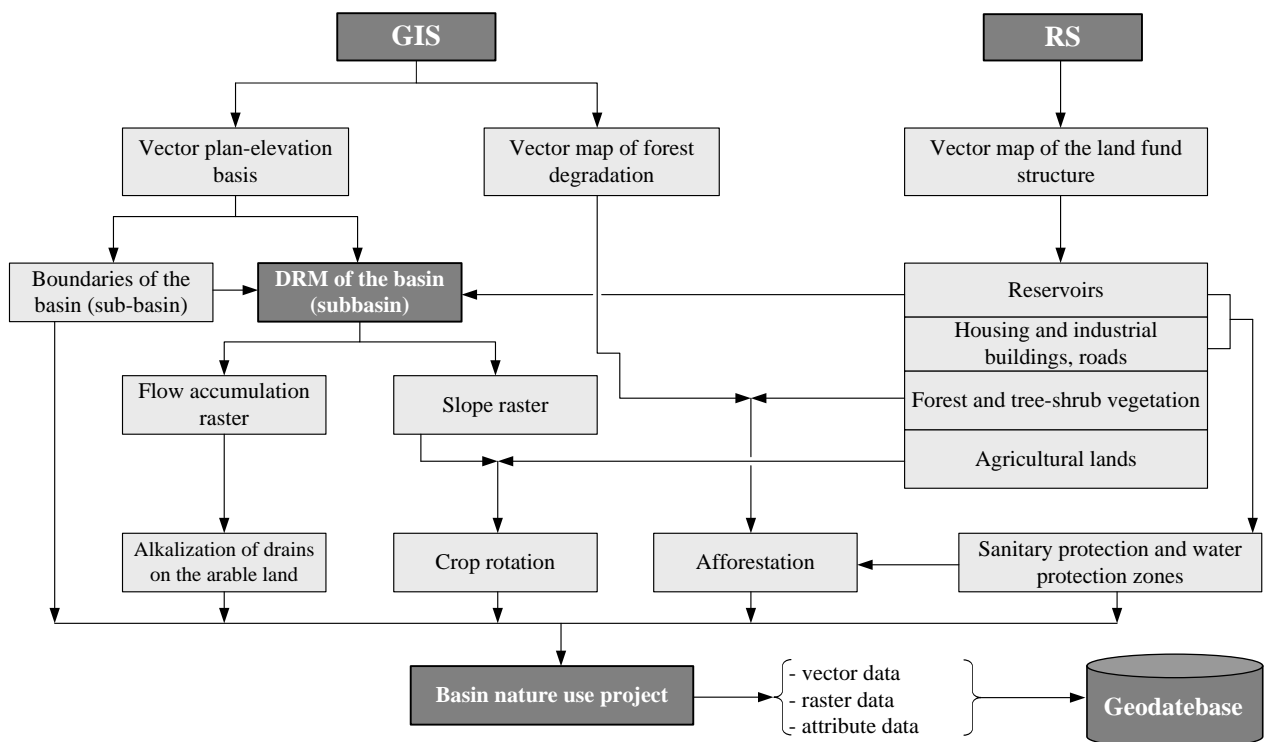 GIS
RS
Vector plan-elevation
basis
Vector map of forest
degradation
Vector map of the land fund
structure
Boundaries of the
basin (sub-basin)
DRM of the basin
(subbasin)
Reservoirs
Housing and industrial
buildings, roads
Flow accumulation
raster
Slope raster
Forest and tree-shrub vegetation
Agricultural lands
Alkalization of drains
on the arable land
Crop rotation
Afforestation
Sanitary protection and water
protection zones
Basin nature use project
- vector data
- raster data
- attribute data
Geodatebase